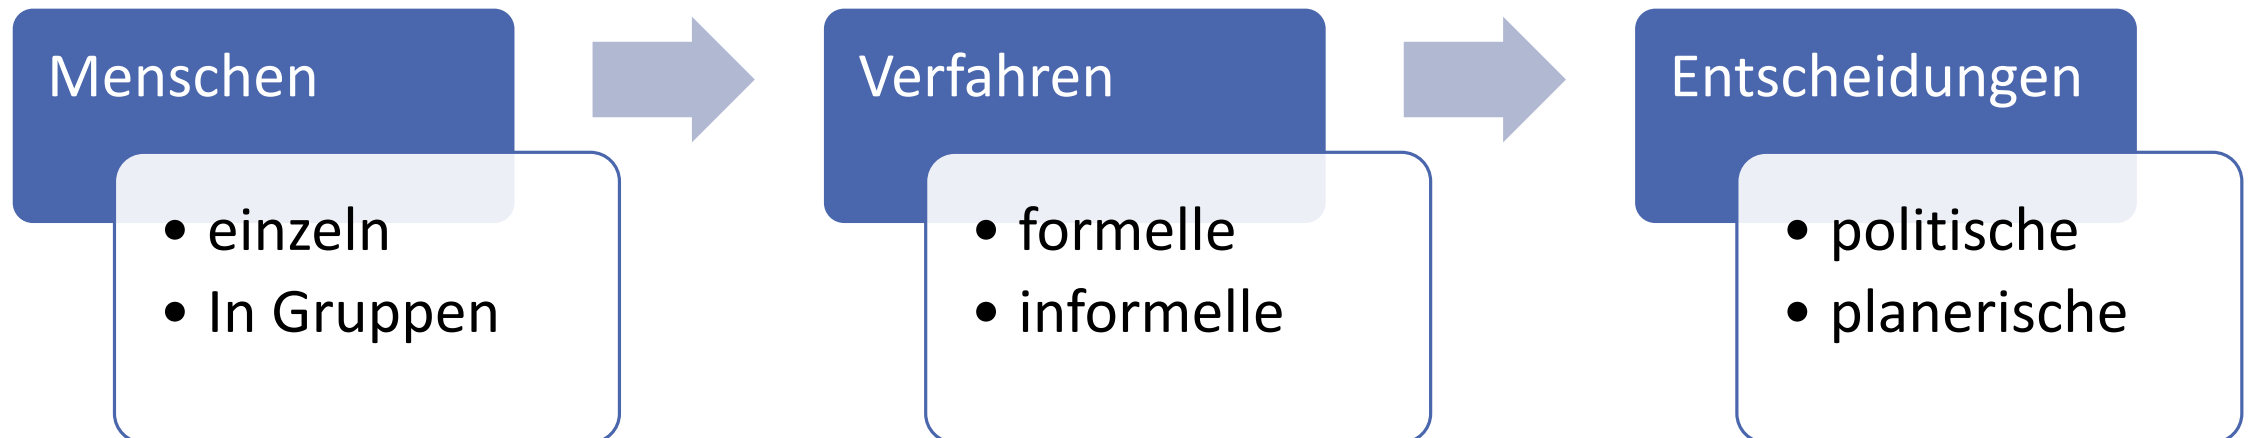 Menschen
• einzeln
• In Gruppen
Verfahren
• formelle
• informelle
Entscheidungen
• politische
• planerische